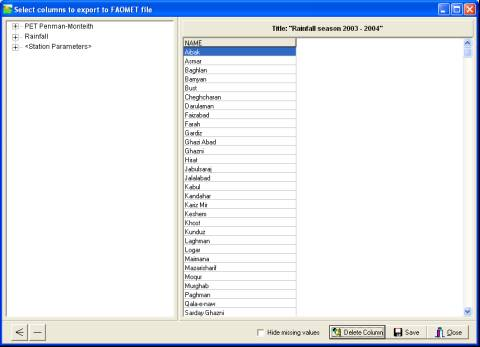 Select columns to export to FAOMET file
PET Penman-Monteith
Rainfall
<Station Parameters>
Title: "Rainfall season 2003 - 2004"
NAME
Aibak
Asmar
Baghlan
Bamyan
Bust
Cheghcharan
Darulaman
Faizabad
Farah
Gardiz
Ghazi Abad
Ghazni
Hirat
Jabulsaraj
Jalalabad
Kabul
Kandahar
Kariz Mir
Keshem
Khost
Kunduz
Laghman
Logar
Maimana
Mazarisharif
Moqur
Murghab
Paghman
Qala-e-naw
Sarday Ghazni
Hide missing values
Delete Column
Save
Close